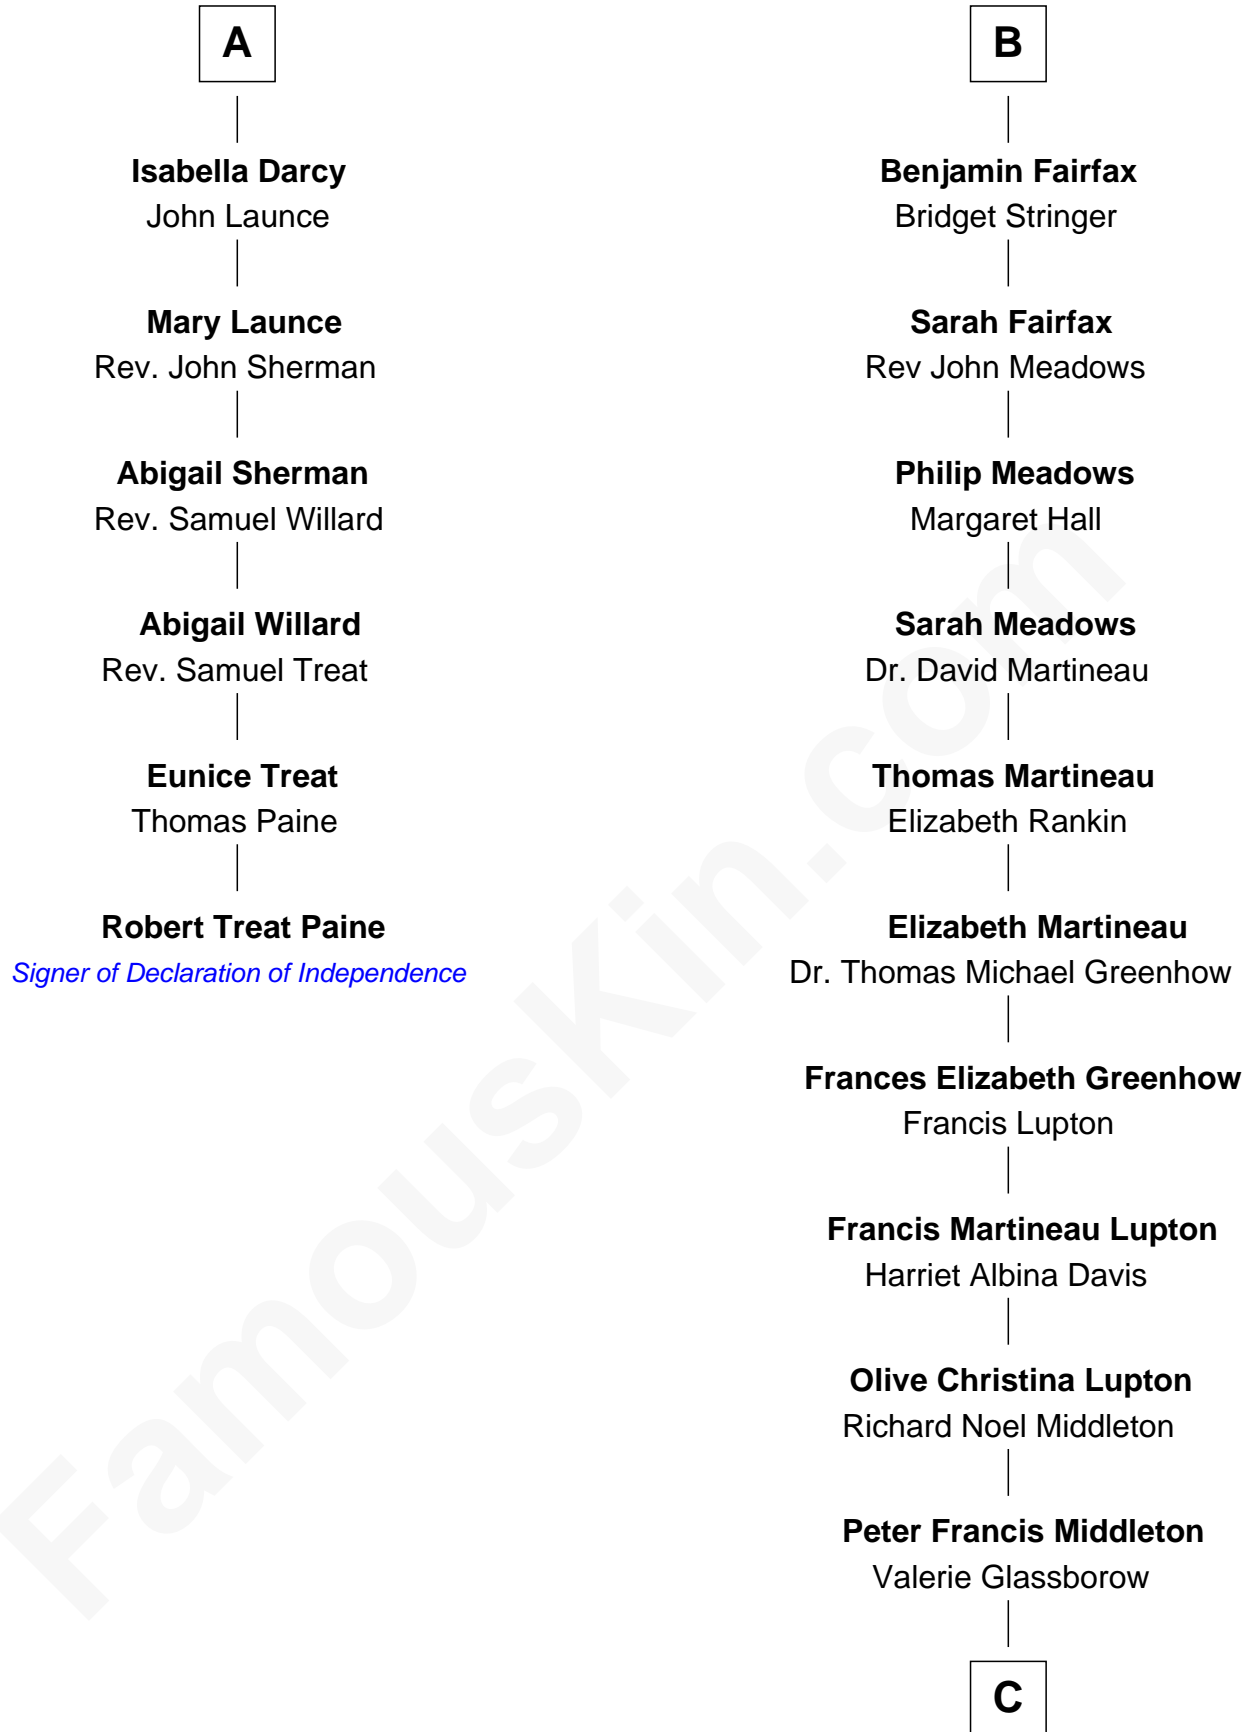 A
Isabella Darcy
John Launce
Mary Launce
Rev. John Sherman
Abigail Sherman
Rev. Samuel Willard
Abigail Willard
Rev. Samuel Treat
Eunice Treat
Thomas Paine
Robert Treat Paine
Signer of Declaration of Independence
B
Benjamin Fairfax
Bridget Stringer
Sarah Fairfax
Rev John Meadows
Philip Meadows
Margaret Hall
Sarah Meadows
Dr. David Martineau
Thomas Martineau
Elizabeth Rankin
Elizabeth Martineau
Dr. Thomas Michael Greenhow
Frances Elizabeth Greenhow
Francis Lupton
Francis Martineau Lupton
Harriet Albina Davis
Olive Christina Lupton
Richard Noel Middleton
Peter Francis Middleton
Valerie Glassborow
C
FamousKin.com